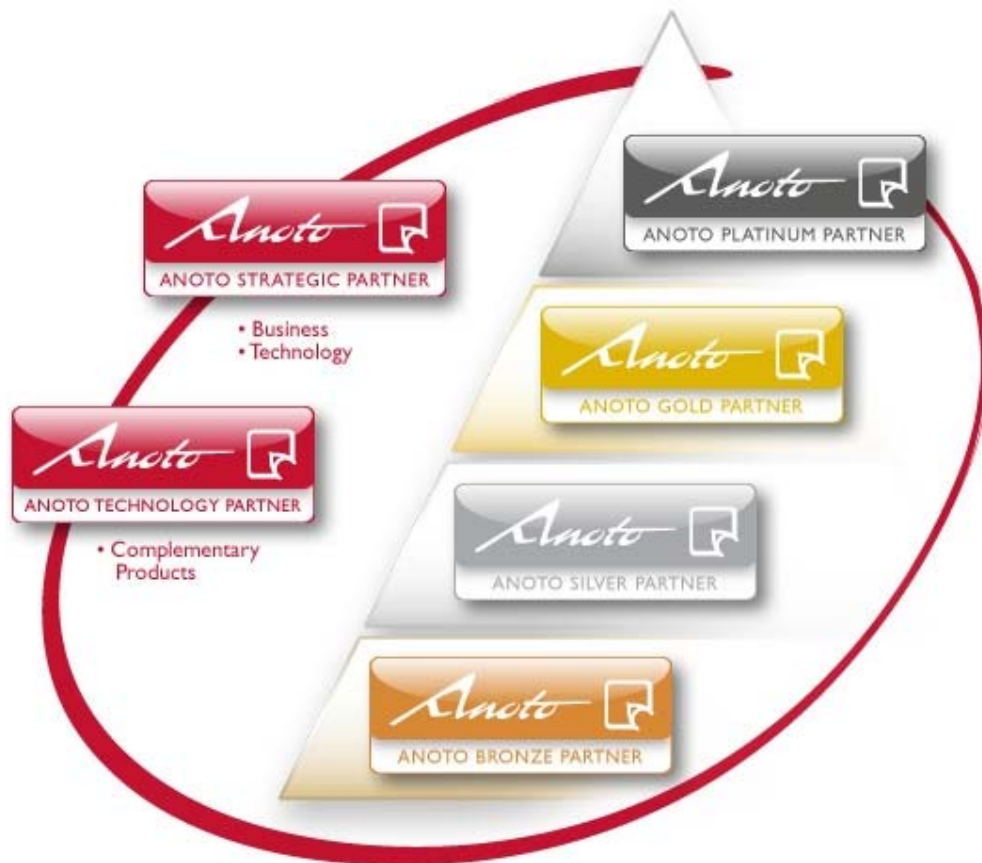 Anoto
ANOTO PLATINUM PARTNER
Anoto
ANOTO STRATEGIC PARTNER
• Business
• Technology
Anoto
ANOTO GOLD PARTNER
Anoto
ANOTO TECHNOLOGY PARTNER
• Complementary
Products
Anoto
ANOTO SILVER PARTNER
Anoto
ANOTO BRONZE PARTNER